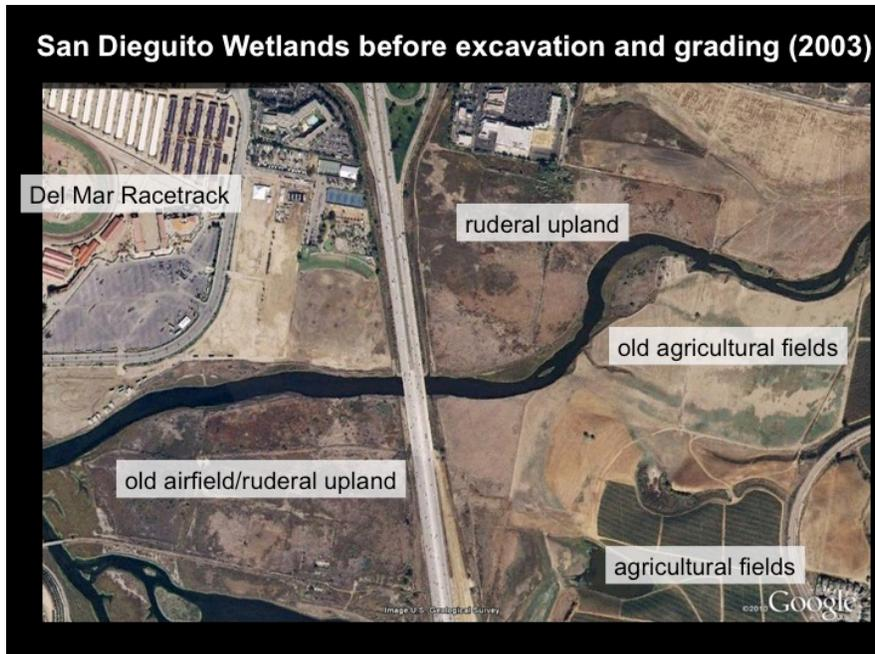 San Dieguito Wetlands before excavation and grading (2003)
Del Mar Racetrack
ruderal upland
old agricultural fields
old airfield/ruderal upland
agricultural fields
Image U.S. Geological Survey
©2010 Google